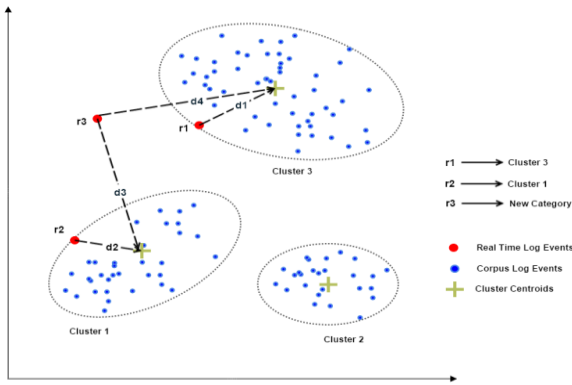 d4
d1
r3
r1
Cluster 3
r1 Cluster 3
r2 Cluster 1
r3 New Category
d3
r2
d2
Real Time Log Events
Corpus Log Events
Cluster Centroids
Cluster 1
Cluster 2